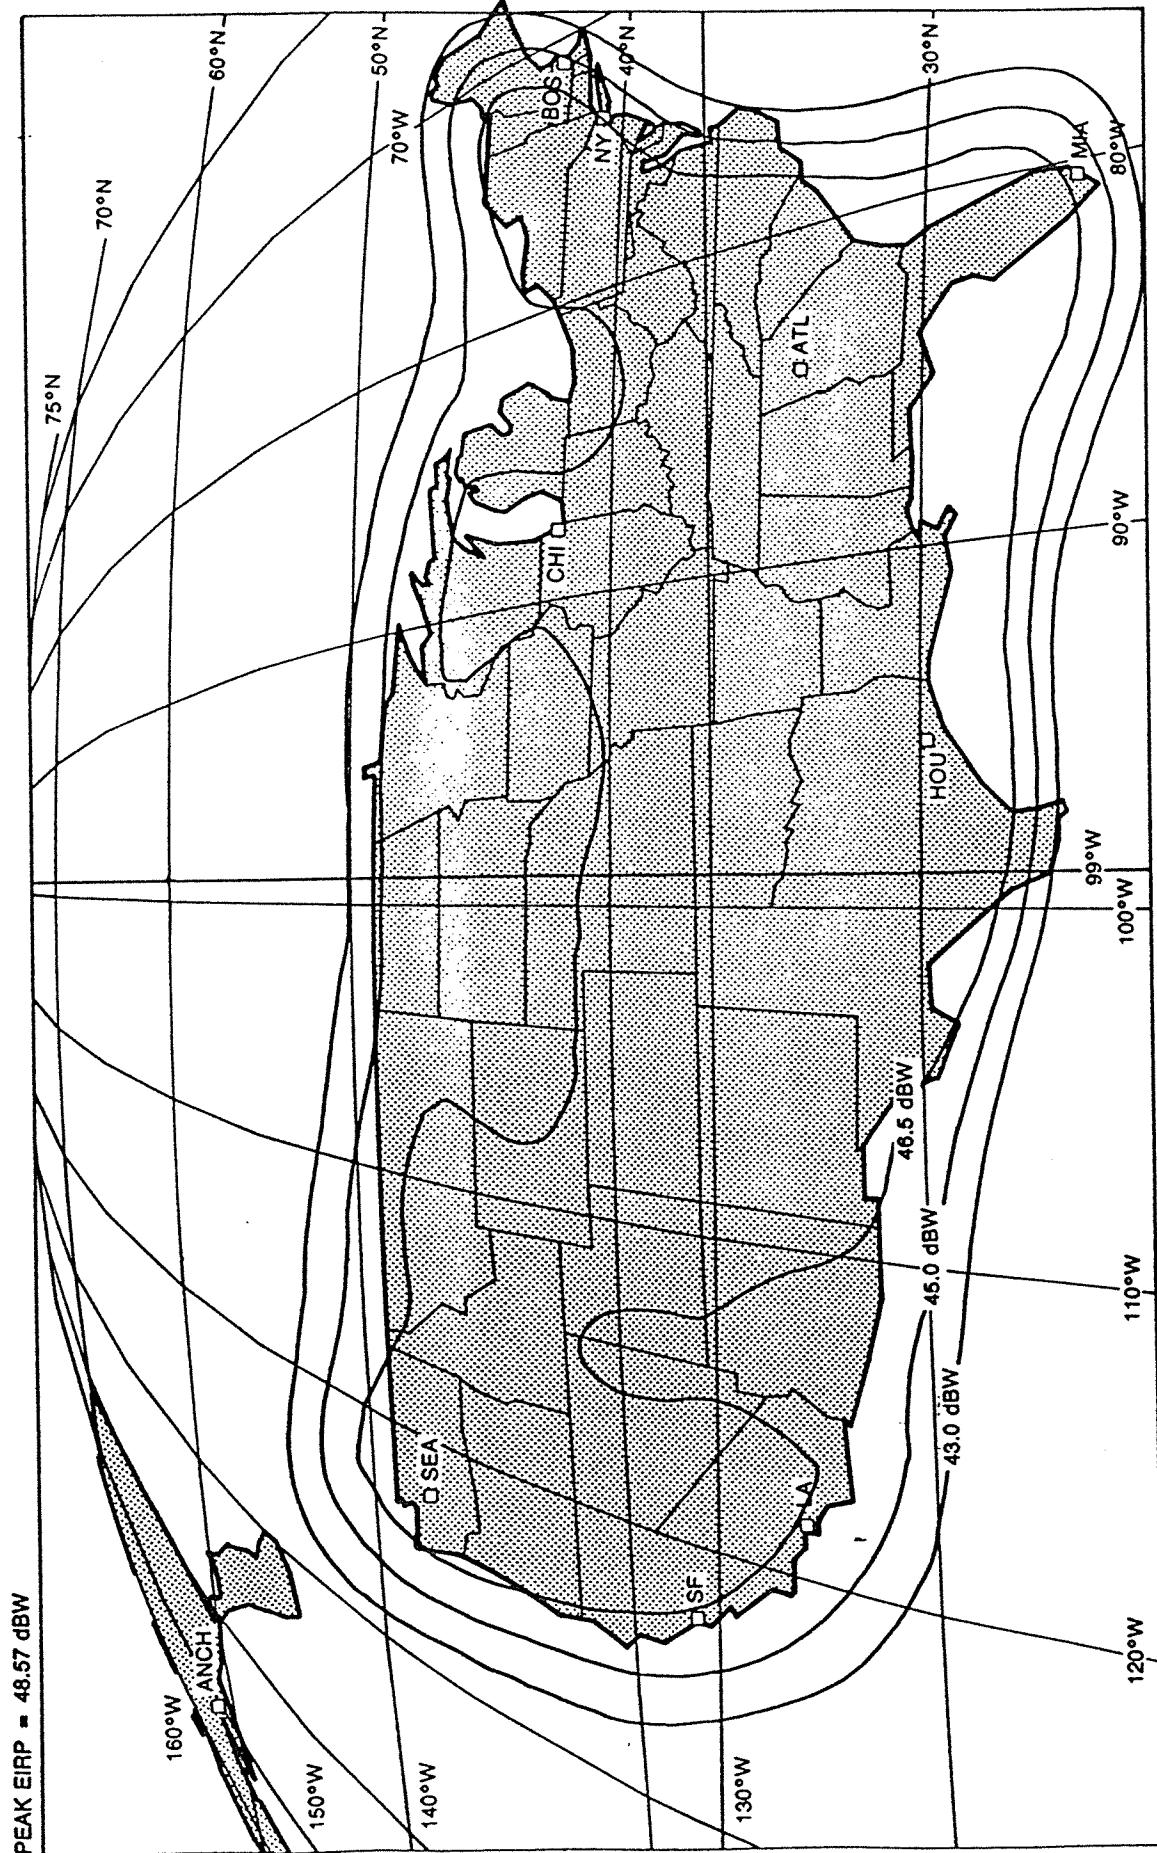 PEAK EIRP = 48.57 dBW
160°W
ANCH
150°W
140°W
130°W
120°W
110°W
100°W
99°W
90°W
80°W
70°W
75°N
70°N
60°N
50°N
40°N
30°N
SEA
SF
LA
CHI
HOU
ATL
MIA
NY
BOS
46.5 dBW
45.0 dBW
43.0 dBW